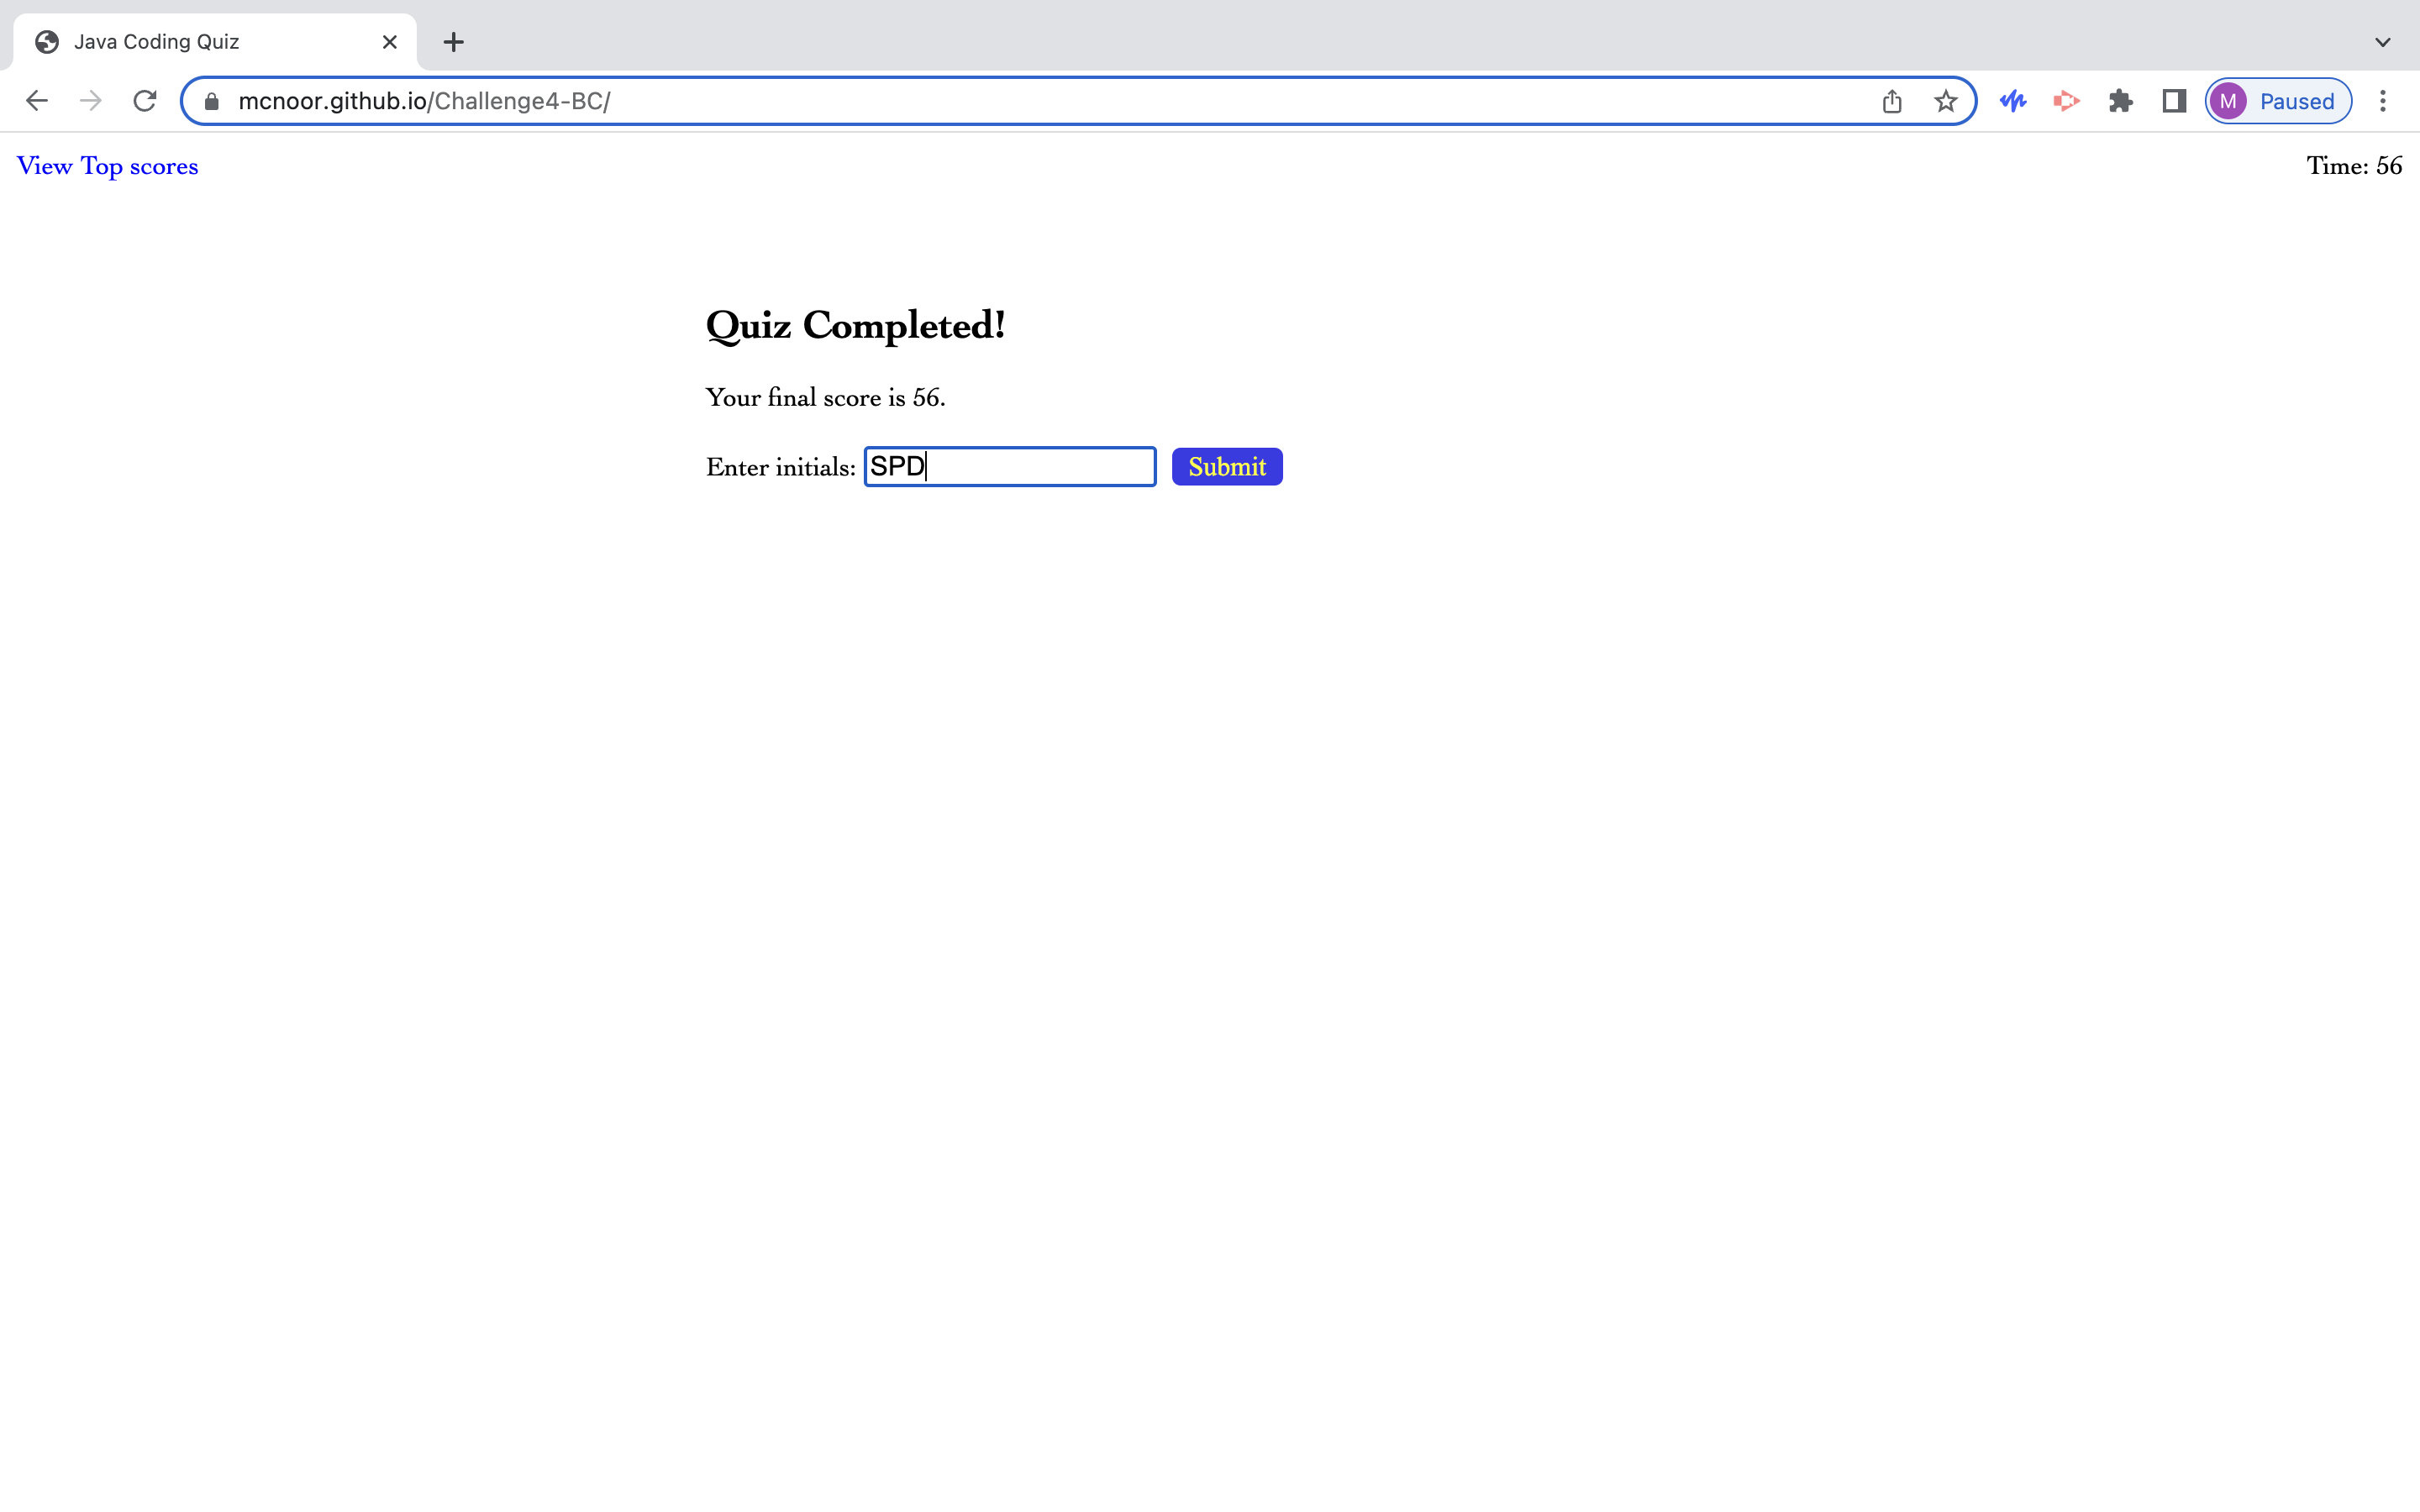 Java Coding Quiz
mcnoor.github.io/Challenge4-BC/
M Paused
View Top scores
Time: 56
Quiz Completed!
Your final score is 56.
Enter initials: SPD Submit